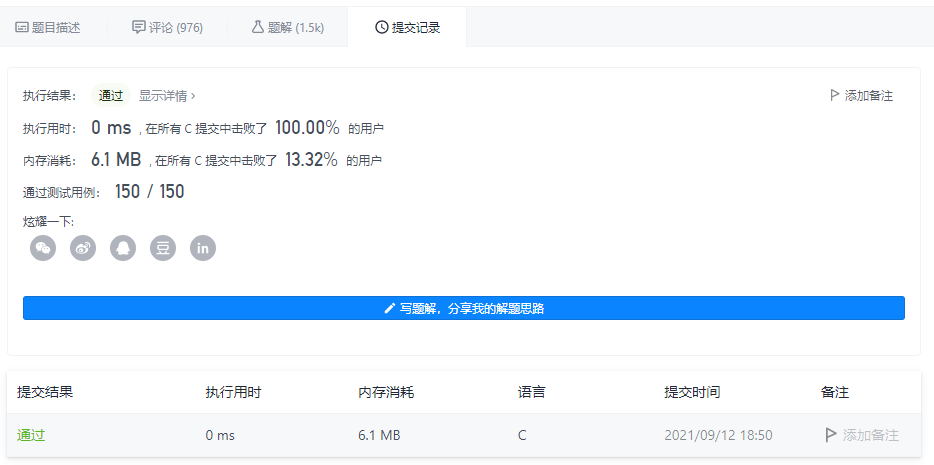 题目描述 评论 (976) 题解 (1.5k) 提交记录
执行结果： 通过 显示详情 › 添加备注
执行用时： 0 ms , 在所有 C 提交中击败了 100.00% 的用户
内存消耗： 6.1 MB , 在所有 C 提交中击败了 13.32% 的用户
通过测试用例： 150 / 150
炫耀一下:
豆 in
写题解，分享我的解题思路
提交结果 执行用时 内存消耗 语言 提交时间 备注
通过 0 ms 6.1 MB C 2021/09/12 18:50 添加备注